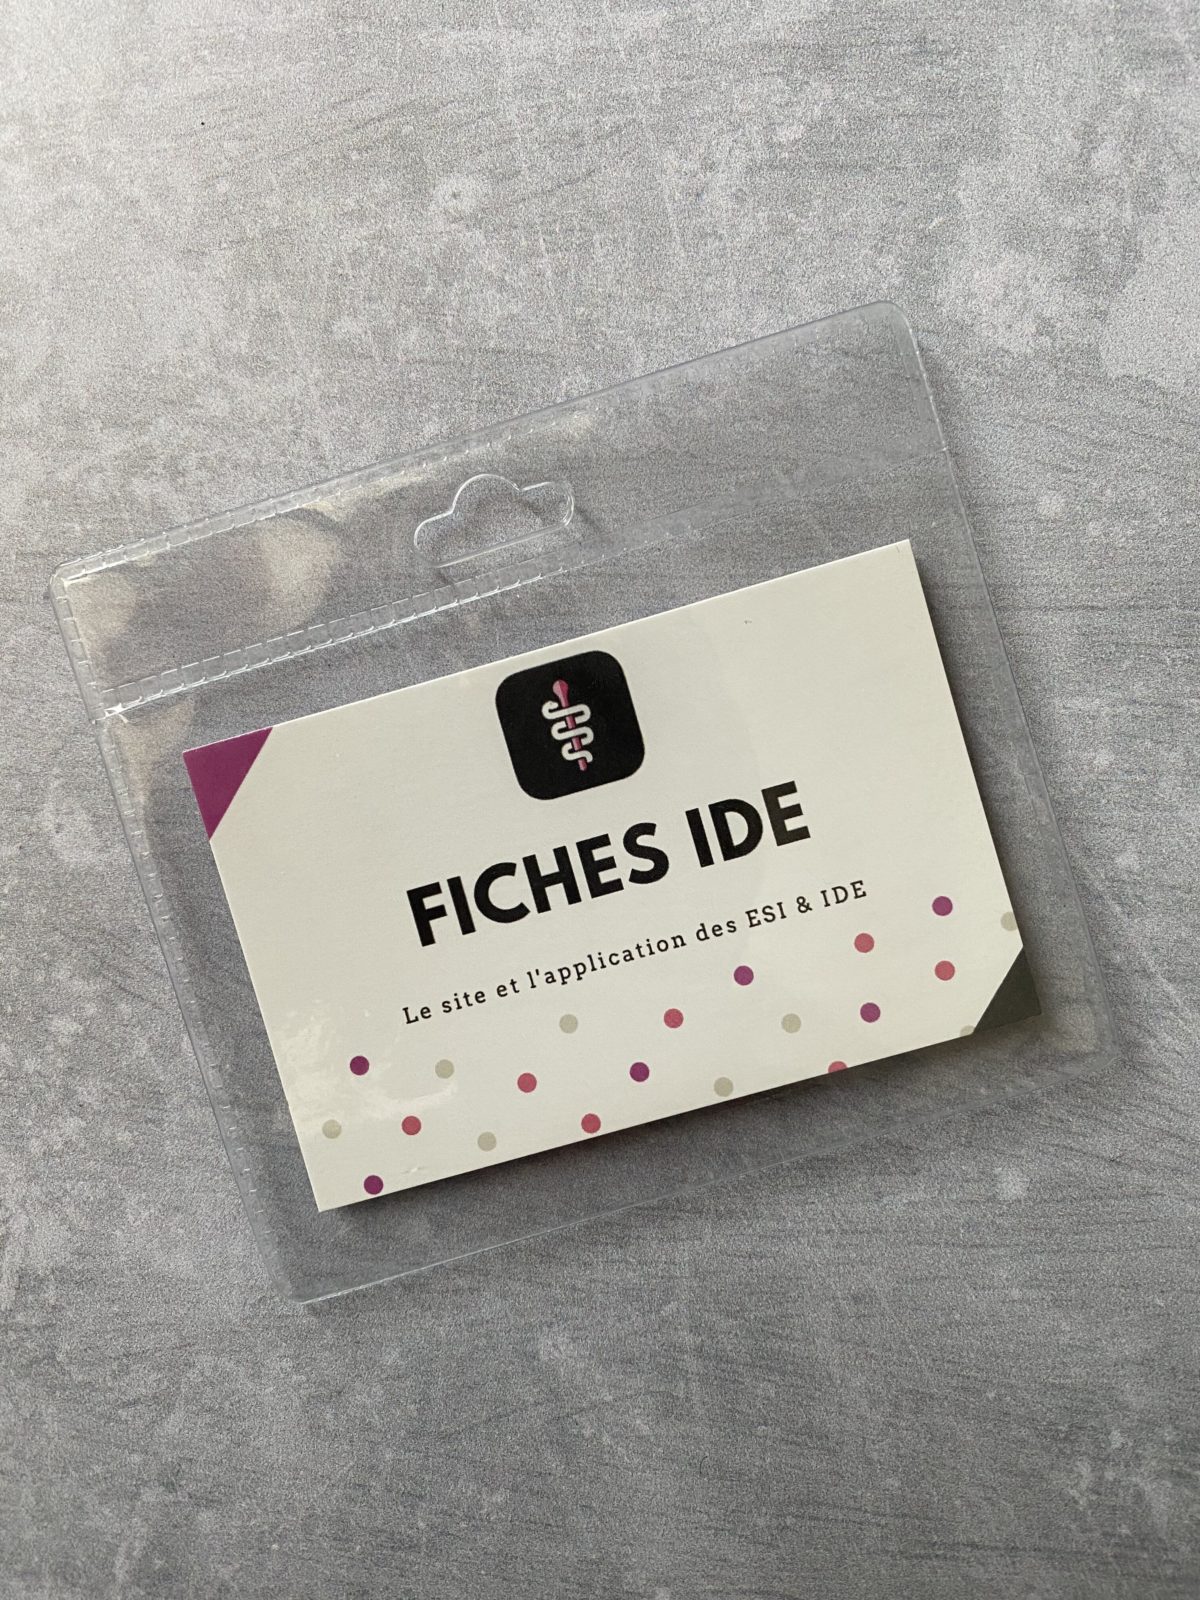 FICHES IDE
Le site et l'application des ESI & IDE